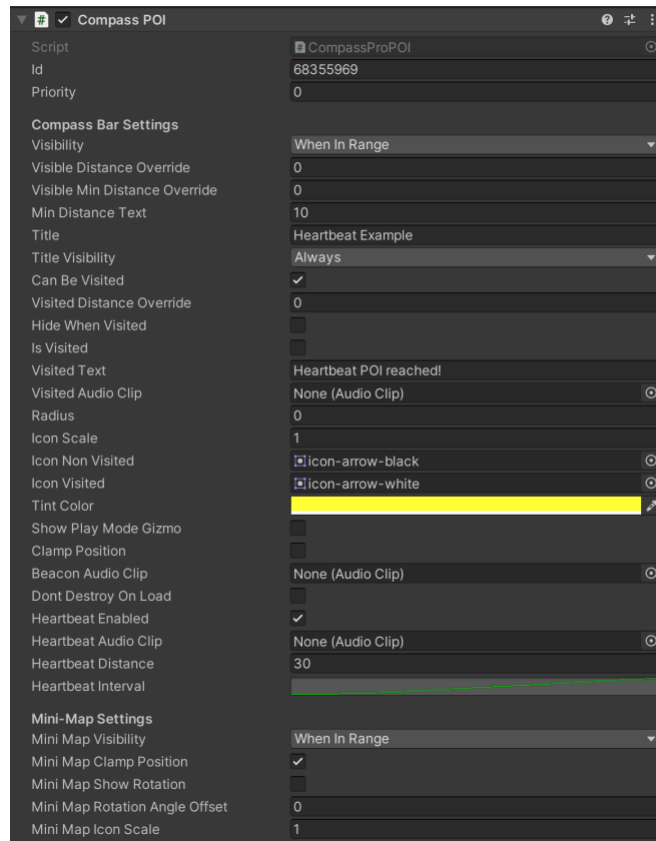 Compass POI
Script CompassProPOI
Id 68355969
Priority 0
Compass Bar Settings
Visibility When In Range
Visible Distance Override 0
Visible Min Distance Override 0
Min Distance Text 10
Title Heartbeat Example
Title Visibility Always
Can Be Visited
Visited Distance Override 0
Hide When Visited
Is Visited
Visited Text Heartbeat POI reached!
Visited Audio Clip None (Audio Clip)
Radius 0
Icon Scale 1
Icon Non Visited icon-arrow-black
Icon Visited icon-arrow-white
Tint Color
Show Play Mode Gizmo
Clamp Position
Beacon Audio Clip None (Audio Clip)
Dont Destroy On Load
Heartbeat Enabled
Heartbeat Audio Clip None (Audio Clip)
Heartbeat Distance 30
Heartbeat Interval
Mini-Map Settings
Mini Map Visibility When In Range
Mini Map Clamp Position
Mini Map Show Rotation
Mini Map Rotation Angle Offset 0
Mini Map Icon Scale 1